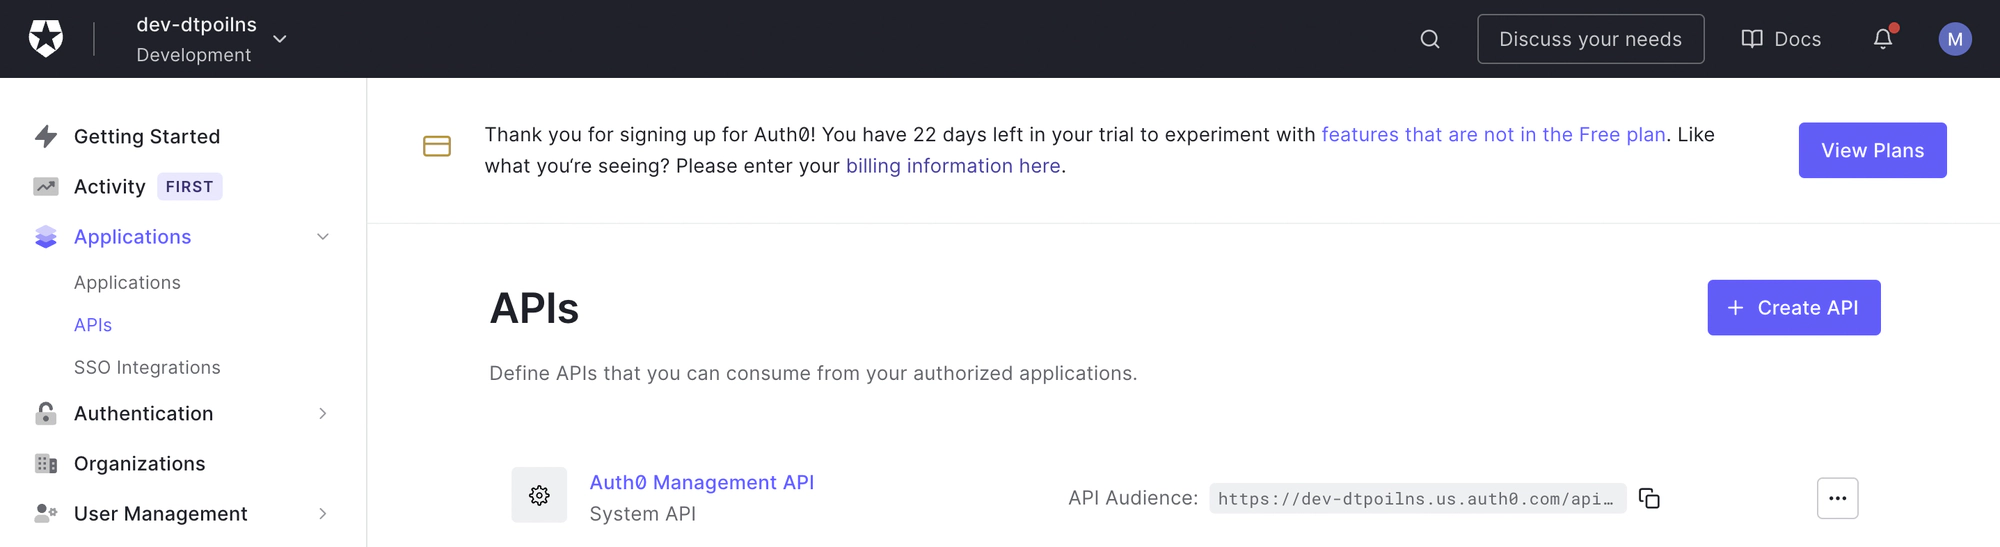 dev-dtpoilns
Development
Discuss your needs
Docs
M
Getting Started
Activity FIRST
Applications
Applications
APIs
SSO Integrations
Authentication
Organizations
User Management
Thank you for signing up for Auth0! You have 22 days left in your trial to experiment with features that are not in the Free plan. Like
what you‘re seeing? Please enter your billing information here.
View Plans
APIs
+ Create API
Define APIs that you can consume from your authorized applications.
Auth0 Management API
System API
API Audience: https://dev-dtpoilns.us.auth0.com/api…